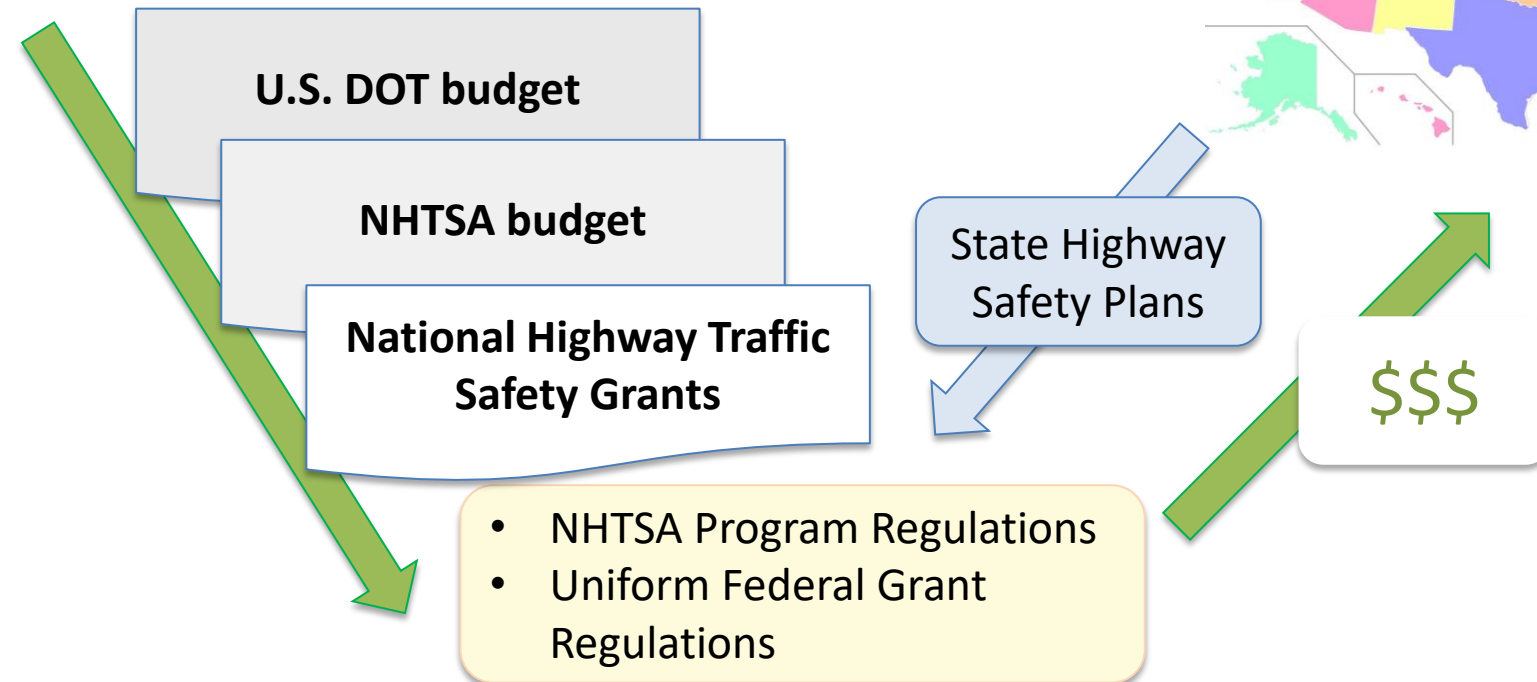 U.S. DOT budget
NHTSA budget
National Highway Traffic
Safety Grants
State Highway
Safety Plans
$$$
• NHTSA Program Regulations
• Uniform Federal Grant
Regulations